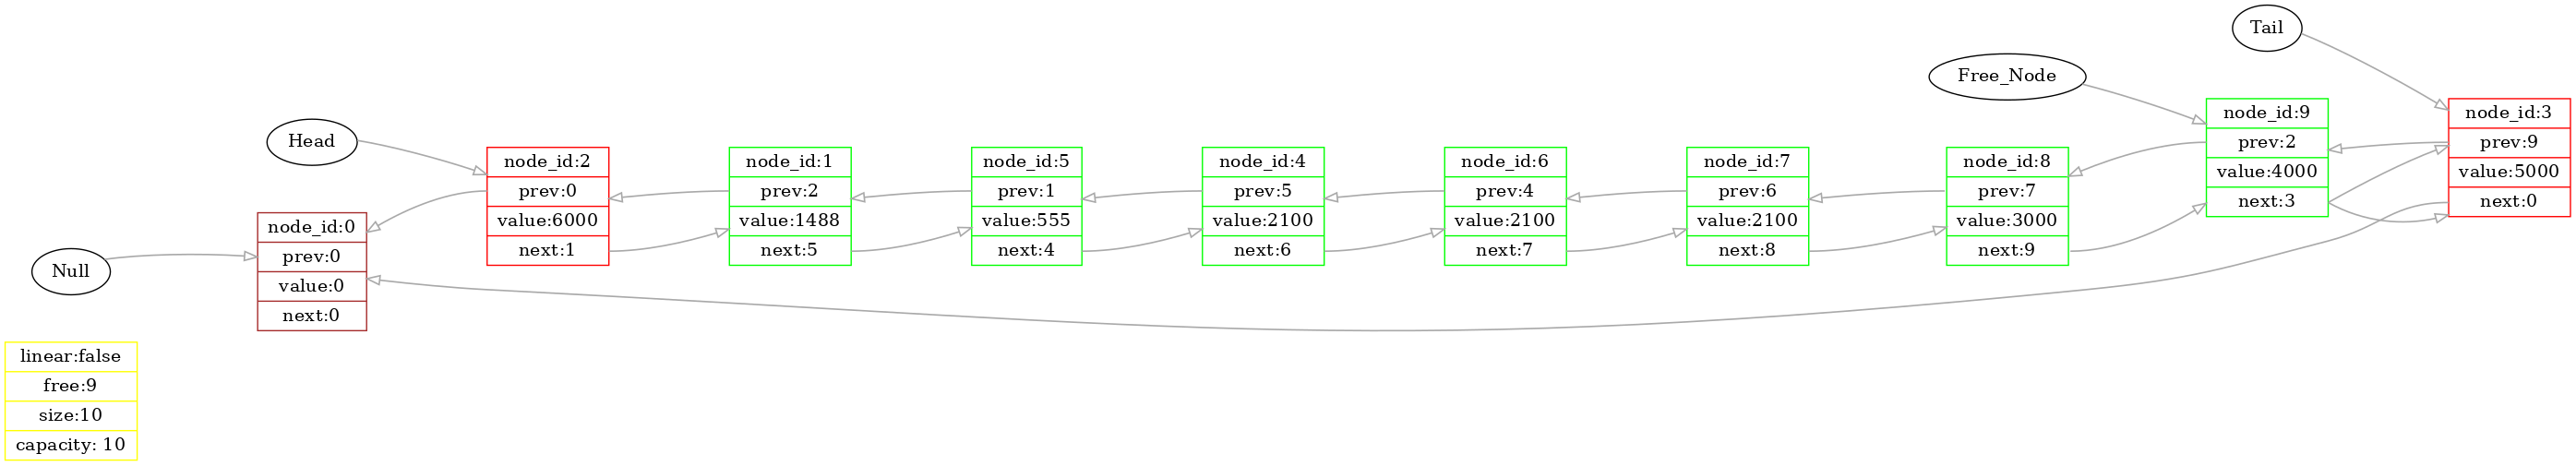 Tail
Free_Node
Head
Null
node_id:0
prev:0
value:0
next:0
node_id:2
prev:0
value:6000
next:1
node_id:1
prev:2
value:1488
next:5
node_id:5
prev:1
value:555
next:4
node_id:4
prev:5
value:2100
next:6
node_id:6
prev:4
value:2100
next:7
node_id:7
prev:6
value:2100
next:8
node_id:8
prev:7
value:3000
next:9
node_id:9
prev:2
value:4000
next:3
node_id:3
prev:9
value:5000
next:0
linear:false
free:9
size:10
capacity: 10